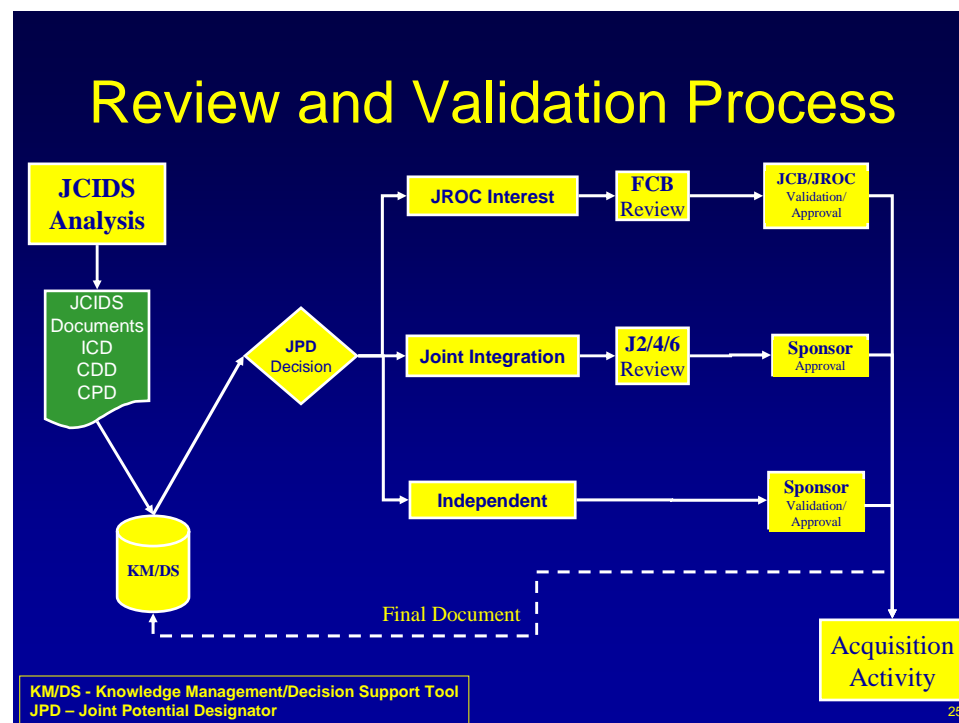 Review and Validation Process
JCIDS
Analysis
JROC Interest
FCB
Review
JCB/JROC
Validation/
Approval
JCIDS
Documents
ICD
CDD
CPD
JPD
Decision
Joint Integration
J2/4/6
Review
Sponsor
Approval
Independent
Sponsor
Validation/
Approval
KM/DS
Final Document
Acquisition
Activity
KM/DS - Knowledge Management/Decision Support Tool
JPD – Joint Potential Designator
25